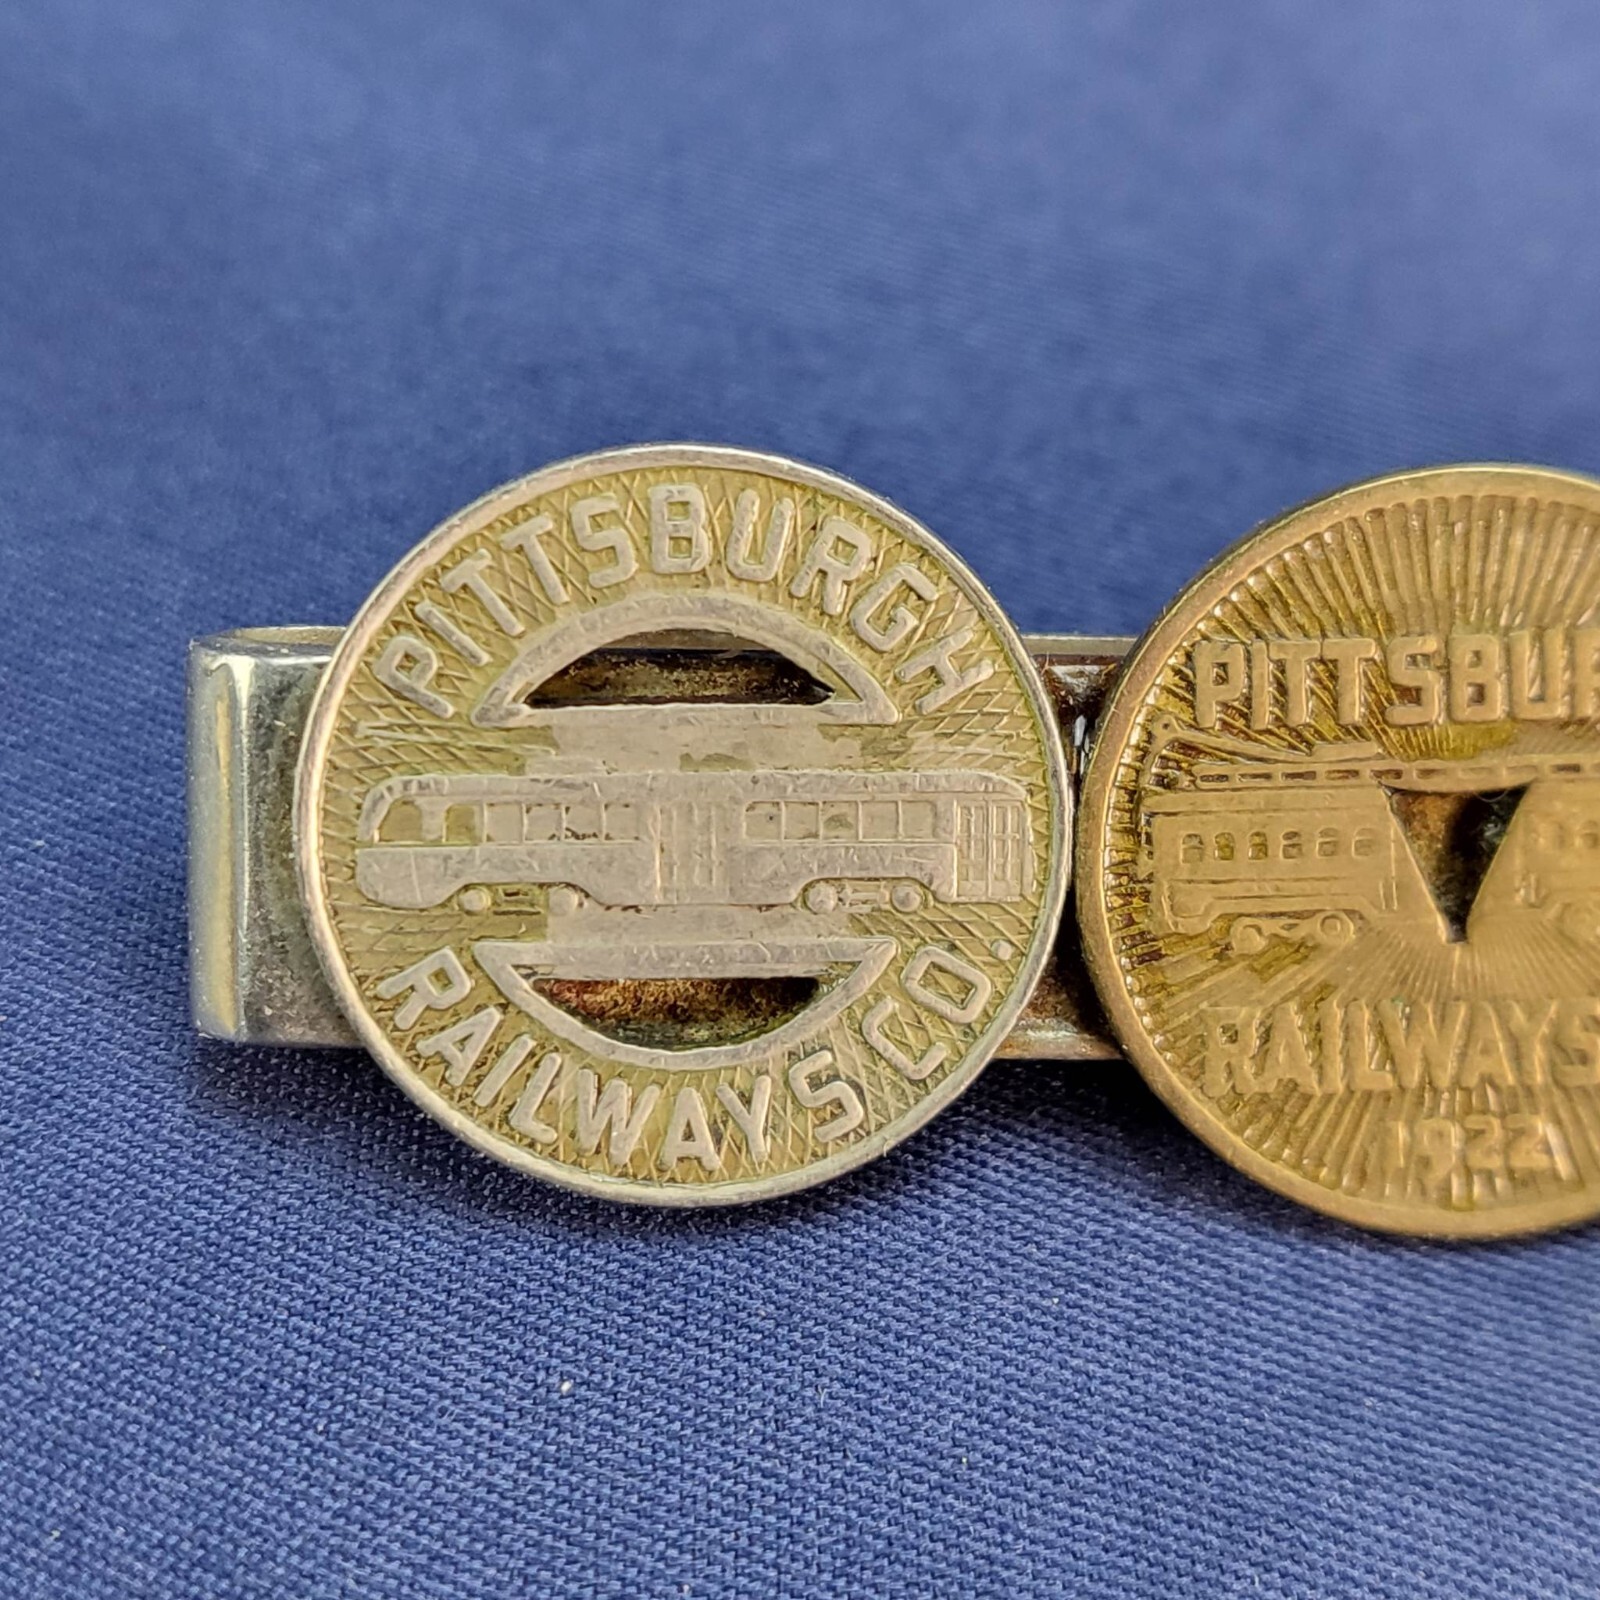 PITTSBURGH
RAILWAYS CO.
PITTSBUR
RAILWAYS
1922